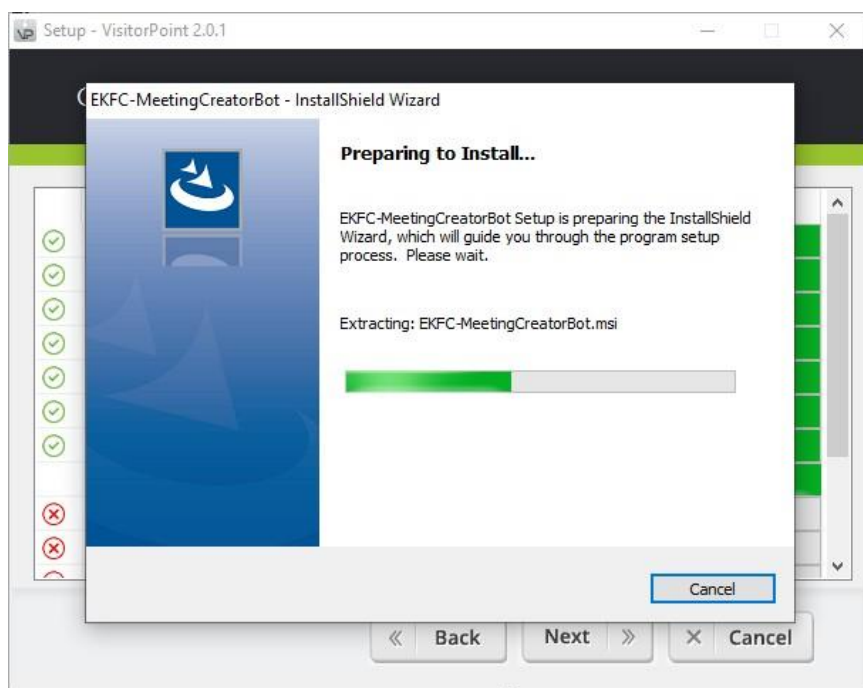 Setup - VisitorPoint 2.0.1
EKFC-MeetingCreatorBot - InstallShield Wizard
Preparing to Install...
EKFC-MeetingCreatorBot Setup is preparing the InstallShield
Wizard, which will guide you through the program setup
process. Please wait.
Extracting: EKFC-MeetingCreatorBot.msi
Cancel
Back
Next
Cancel